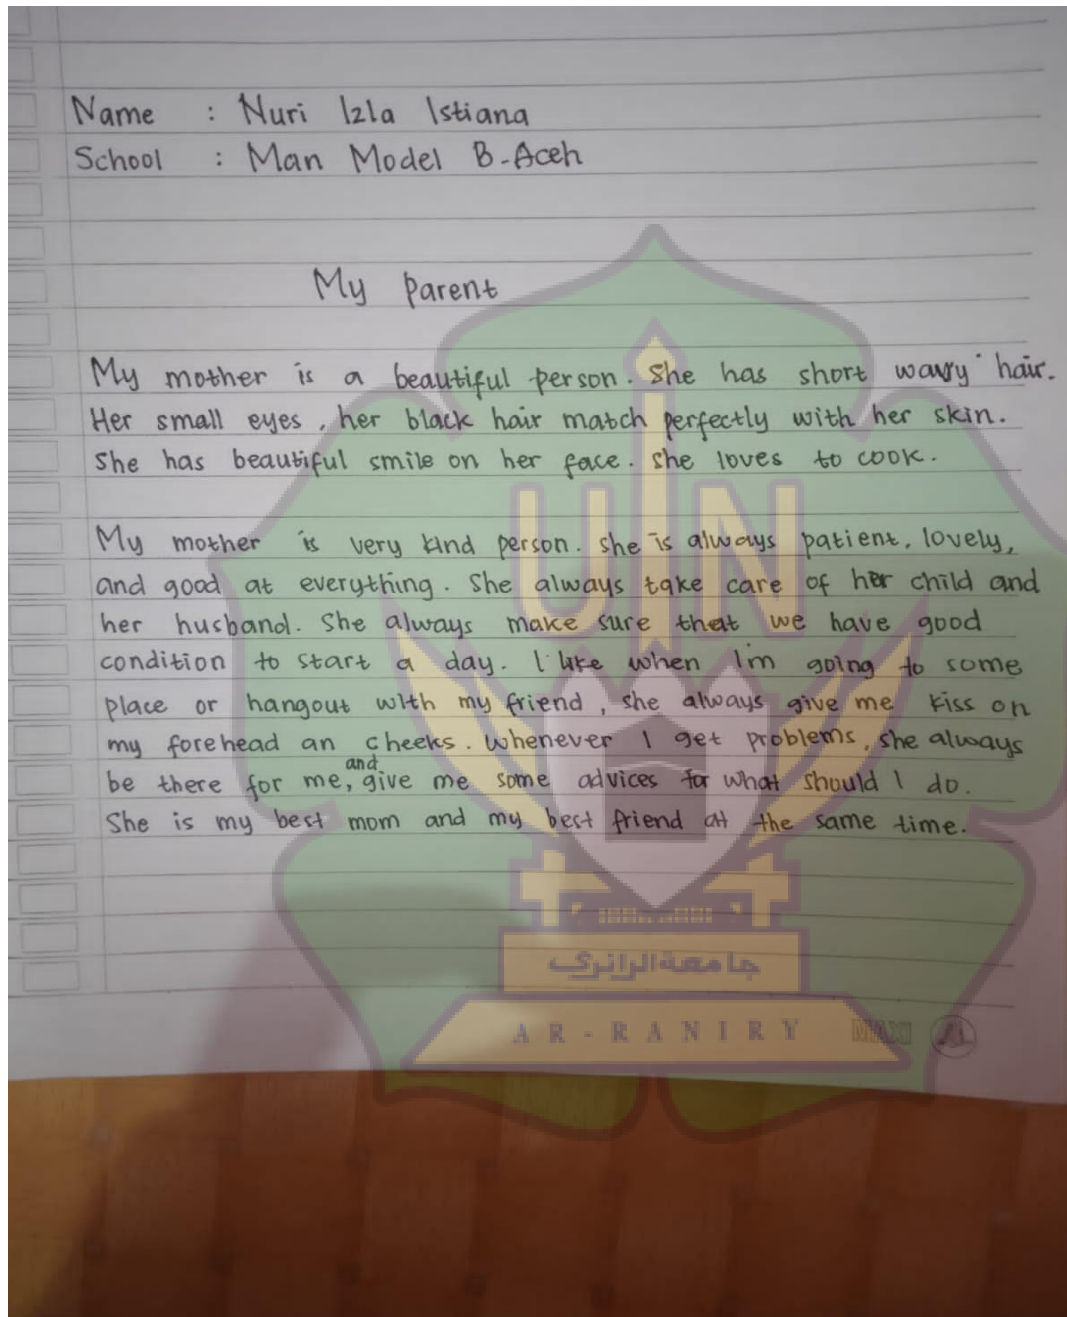 Name : Nuri Izla Istiana
School : Man Model B-Aceh
My parent
My mother is a beautiful person. She has short wavy hair.
Her small eyes, her black hair match perfectly with her skin.
She has beautiful smile on her face. She loves to cook.
My mother is very kind person. She is always patient, lovely,
and good at everything. She always take care of her child and
her husband. She always make sure that we have good
condition to start a day. I like when I'm going to some
place or hangout with my friend, she always give me kiss on
my forehead an cheeks. Whenever I get problems, she always
be there for me, and give me some advices for what should I do.
She is my best mom and my best friend at the same time.
UIN
جامعة الرانري
AR-RANIRY
MAXI